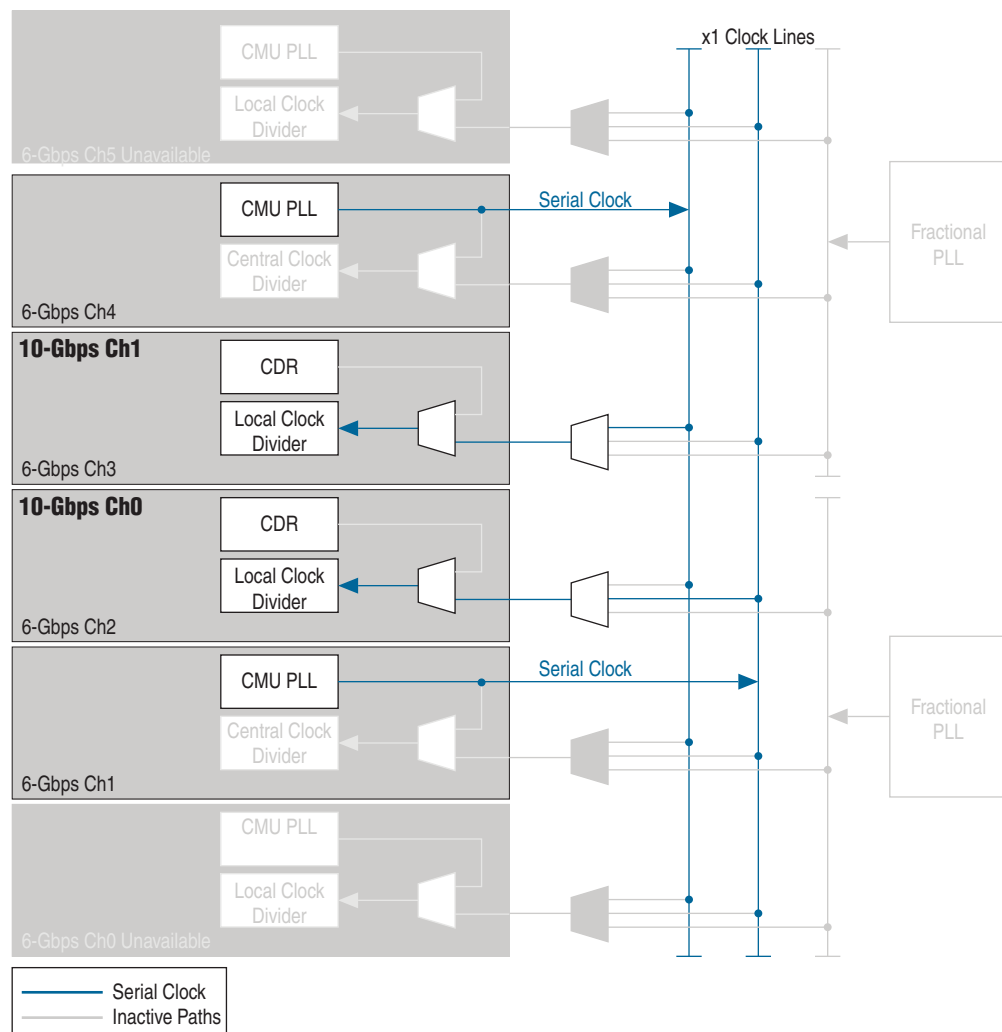 x1 Clock Lines
CMU PLL
Local Clock
Divider
6-Gbps Ch5 Unavailable
CMU PLL
Serial Clock
Central Clock
Divider
6-Gbps Ch4
Fractional
PLL
10-Gbps Ch1
CDR
Local Clock
Divider
6-Gbps Ch3
10-Gbps Ch0
CDR
Local Clock
Divider
6-Gbps Ch2
CMU PLL
Serial Clock
Central Clock
Divider
6-Gbps Ch1
Fractional
PLL
CMU PLL
Local Clock
Divider
6-Gbps Ch0 Unavailable
Serial Clock
Inactive Paths